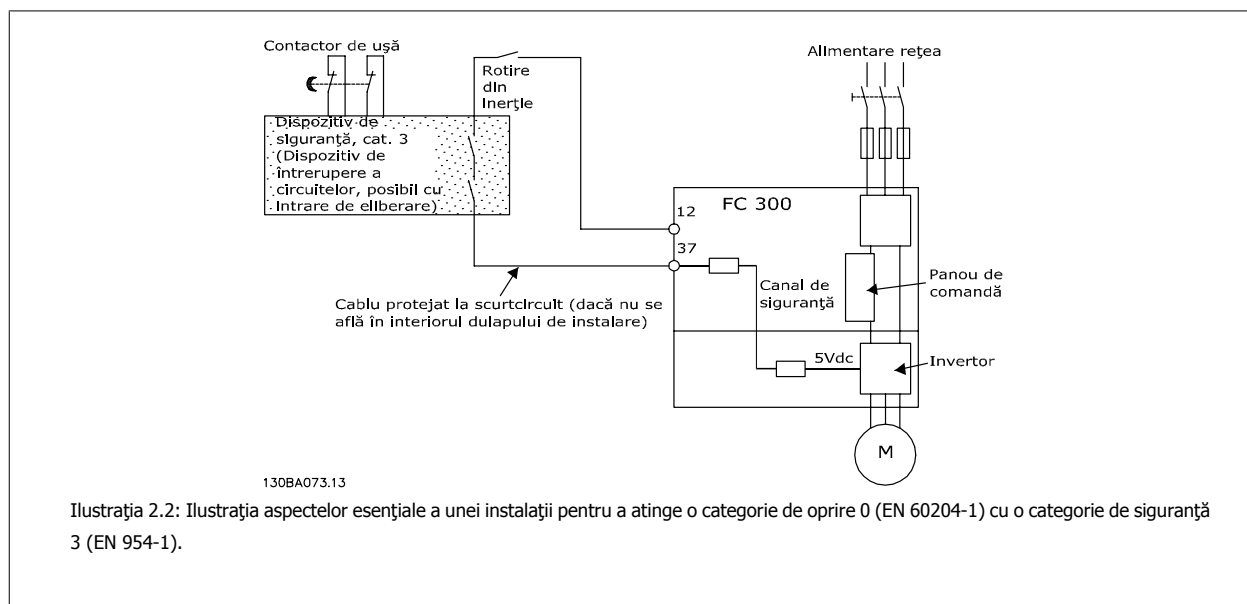 Contactor de uşă
Alimentare reţea
Rotire
din
inerţie
Dispozitiv de
siguranţă, cat. 3
(Dispozitiv de
întrerupere a
circuitelor, posibil cu
intrare de eliberare)
12
FC 300
37
Canal de
siguranţă
Panou de
comandă
Cablu protejat la scurtcircuit (dacă nu se
află în interiorul dulapului de instalare)
5Vdc
Invertor
M
130BA073.13
Ilustraţia 2.2: Ilustraţia aspectelor esenţiale a unei instalaţii pentru a atinge o categorie de oprire 0 (EN 60204-1) cu o categorie de siguranţă
3 (EN 954-1).